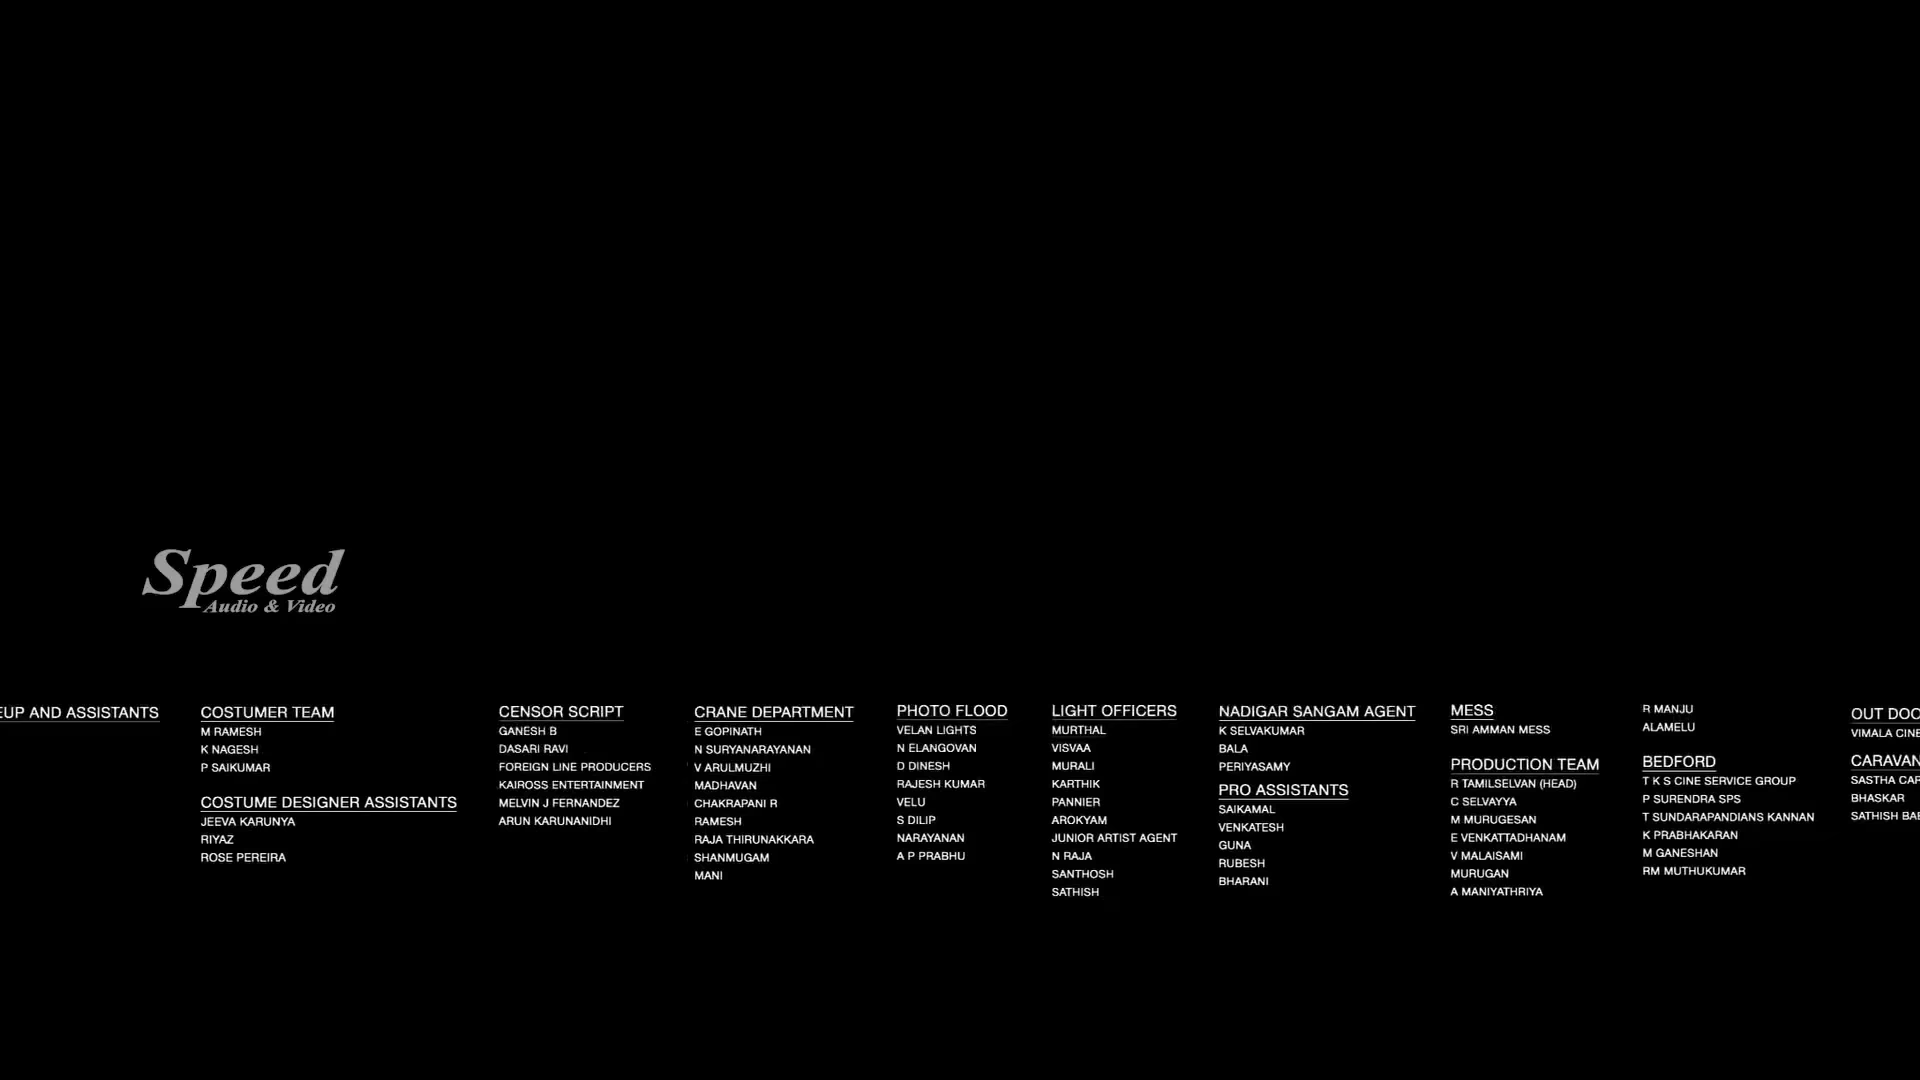 Speed
Audio & Video
EUP AND ASSISTANTS
COSTUMER TEAM
M RAMESH
K NAGESH
P SAIKUMAR
COSTUME DESIGNER ASSISTANTS
JEEVA KARUNYA
RIYAZ
ROSE PEREIRA
CENSOR SCRIPT
GANESH B
DASARI RAVI
FOREIGN LINE PRODUCERS
KAIROSS ENTERTAINMENT
MELVIN J FERNANDEZ
ARUN KARUNANIDHI
CRANE DEPARTMENT
E GOPINATH
N SURYANARAYANAN
V ARULMUZHI
MADHAVAN
CHAKRAPANI R
RAMESH
RAJA THIRUNAKKARA
SHANMUGAM
MANI
PHOTO FLOOD
VELAN LIGHTS
N ELANGOVAN
D DINESH
RAJESH KUMAR
VELU
S DILIP
NARAYANAN
A P PRABHU
LIGHT OFFICERS
MURTHAL
VISVAA
MURALI
KARTHIK
PANNIER
AROKYAM
JUNIOR ARTIST AGENT
N RAJA
SANTHOSH
SATHISH
NADIGAR SANGAM AGENT
K SELVAKUMAR
BALA
PERIYASAMY
PRO ASSISTANTS
SAIKAMAL
VENKATESH
GUNA
RUBESH
BHARANI
MESS
SRI AMMAN MESS
PRODUCTION TEAM
R TAMILSELVAN (HEAD)
C SELVAYYA
M MURUGESAN
E VENKATTADHANAM
V MALAISAMI
MURUGAN
A MANIYATHRIYA
R MANJU
ALAMELU
BEDFORD
T K S CINE SERVICE GROUP
P SURENDRA SPS
T SUNDARAPANDIANS KANNAN
K PRABHAKARAN
M GANESHAN
RM MUTHUKUMAR
OUT DOO
VIMALA CINE
CARAVAN
SASTHA CAR
BHASKAR
SATHISH BAB